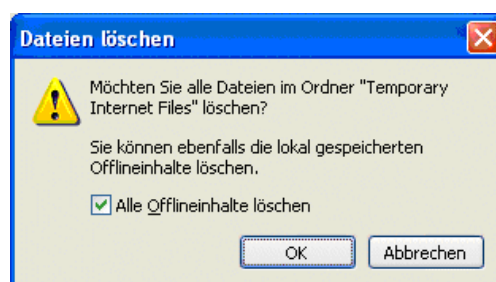 Dateien löschen
Möchten Sie alle Dateien im Ordner "Temporary
Internet Files" löschen?
Sie können ebenfalls die lokal gespeicherten
Offlineinhalte löschen.
Alle Offlineinhalte löschen
OK Abbrechen